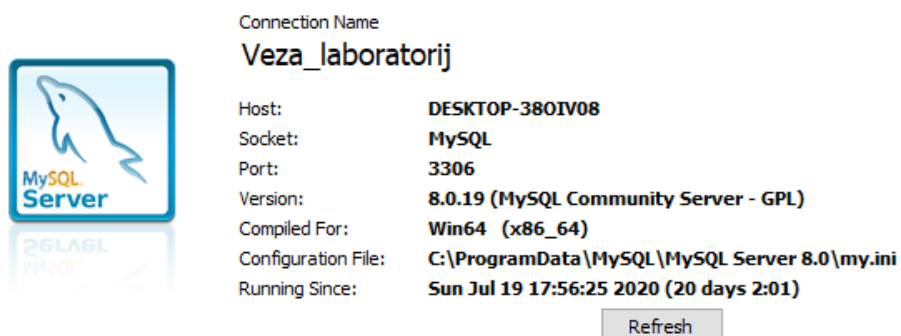 Connection Name
Veza_laboratorij
Host: DESKTOP-38OIV08
Socket: MySQL
Port: 3306
Version: 8.0.19 (MySQL Community Server - GPL)
Compiled For: Win64 (x86_64)
Configuration File: C:\ProgramData\MySQL\MySQL Server 8.0\my.ini
Running Since: Sun Jul 19 17:56:25 2020 (20 days 2:01)
Refresh
MySQL.
Server